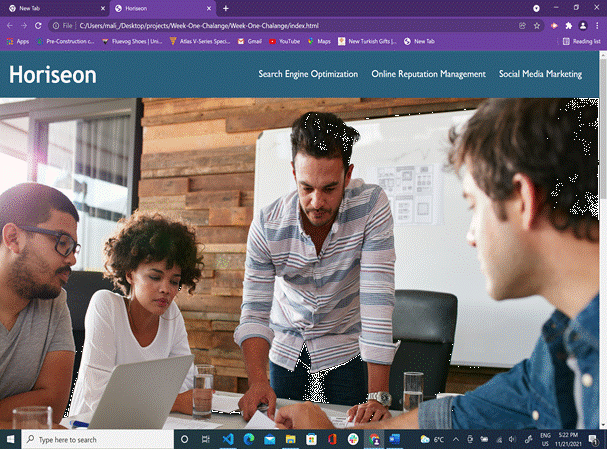 New Tab
Horiseon
File | C:/Users/mali_/Desktop/projects/Week-One-Chalange/Week-One-Chalange/index.html
Apps
Pre-Construction c...
Fluevog Shoes | Uni...
Atlas V-Series Speci...
Gmail
YouTube
Maps
New Turkish Gifts |...
New Tab
Reading list
Horiseon
Search Engine Optimization
Online Reputation Management
Social Media Marketing
Type here to search
6°C
ENG
US
5:22 PM
11/21/2021